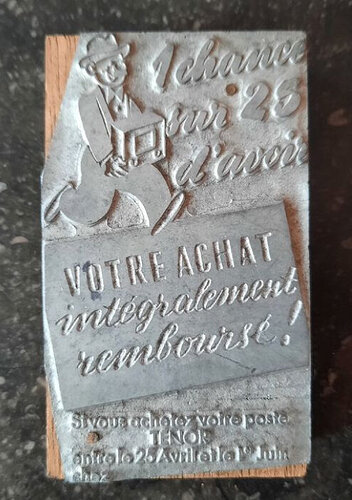 1 chance
sur 25
d'avoir
VOTRE ACHAT
intégralement
remboursé!
Si vous achetez votre poste
TENOR
entre le 25 Avril et le 1er Juin
chez